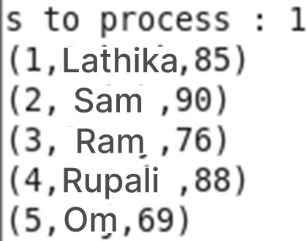 s to process : 1
(1,Lathika,85)
(2, Sam ,90)
(3, Ram ,76)
(4,Rupali ,88)
(5,Om,69)